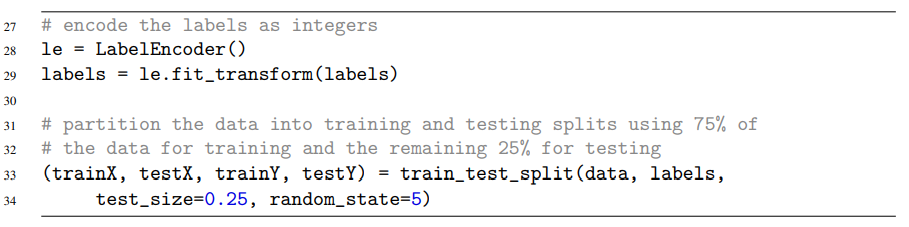 27 # encode the labels as integers
28 le = LabelEncoder()
29 labels = le.fit_transform(labels)
30
31 # partition the data into training and testing splits using 75% of
32 # the data for training and the remaining 25% for testing
33 (trainX, testX, trainY, testY) = train_test_split(data, labels,
34 test_size=0.25, random_state=5)